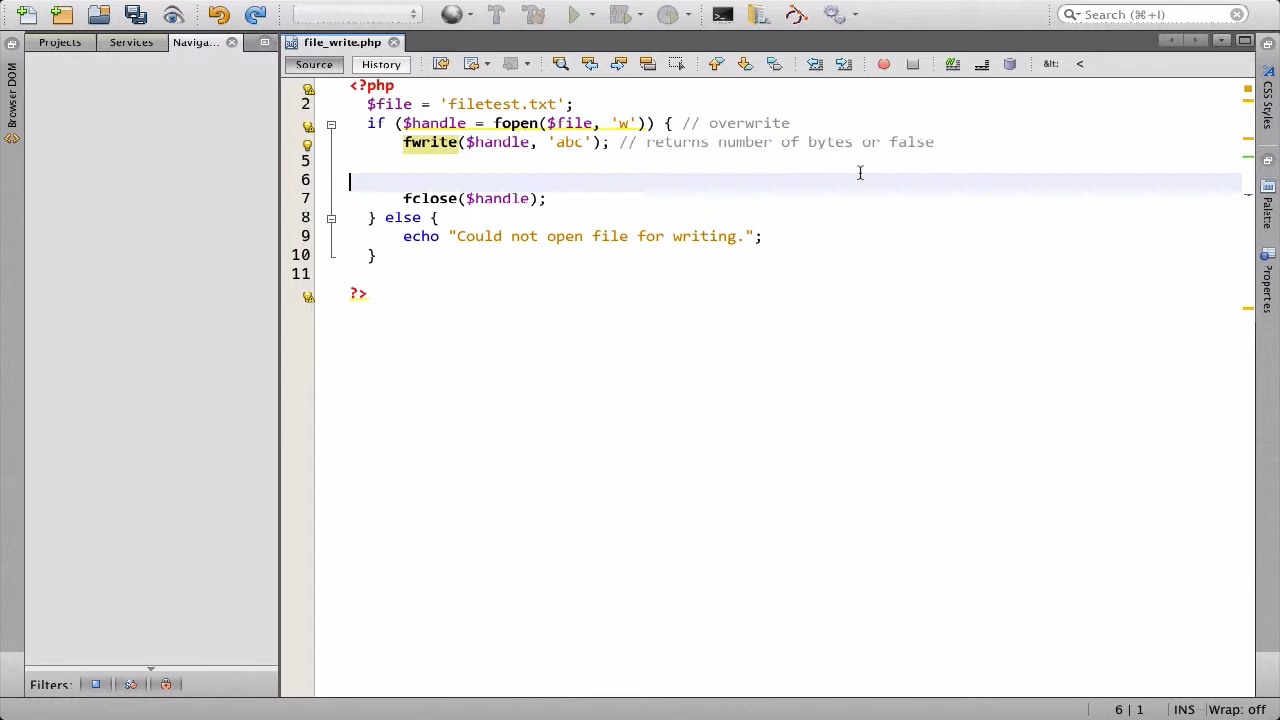 Search (⌘+I)
Projects
Services
Naviga...
file_write.php
Source
History
<?php
2 $file = 'filetest.txt';
if ($handle = fopen($file, 'w')) { // overwrite
fwrite($handle, 'abc'); // returns number of bytes or false
5
6
7 fclose($handle);
8 } else {
9 echo "Could not open file for writing.";
10 }
11
?>
Browser DOM
CSS Styles
Palette
Properties
&lt:
<
Filters:
6 | 1
INS
Wrap: off